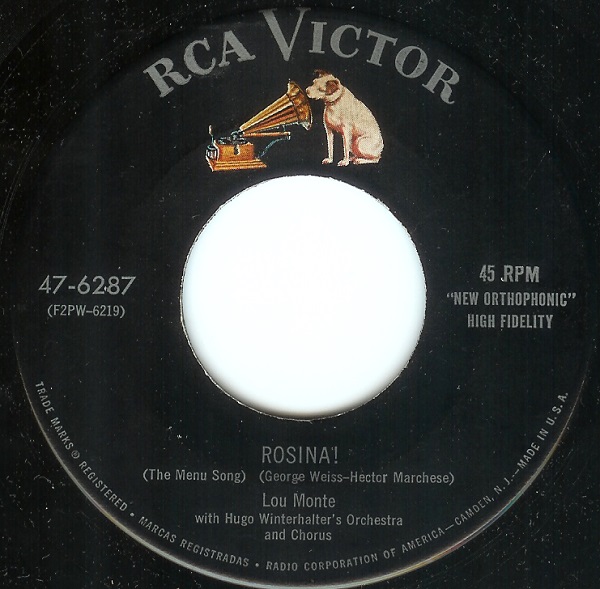 RCA VICTOR
47-6287
(F2PW-6219)
45 RPM
"NEW ORTHOPHONIC"
HIGH FIDELITY
ROSINA!
(The Menu Song) (George Weiss-Hector Marchese)
Lou Monte
with Hugo Winterhalter's Orchestra
and Chorus
TRADE MARKS ® REGISTERED • MARCAS REGISTRADAS • RADIO CORPORATION OF AMERICA—CAMDEN, N. J.—MADE IN U.S.A.